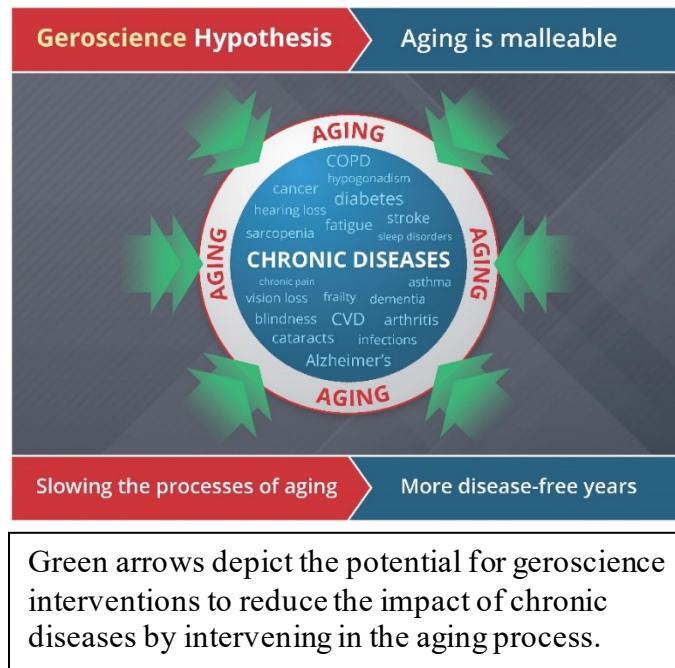 Geroscience Hypothesis
Aging is malleable
AGING
COPD
hypogonadism
cancer
diabetes
hearing loss
stroke
fatigue
sarcopenia
sleep disorders
AGING
CHRONIC DISEASES
AGING
chronic pain
asthma
vision loss
frailty
dementia
blindness
CVD
arthritis
cataracts
infections
Alzheimer’s
AGING
Slowing the processes of aging
More disease-free years
Green arrows depict the potential for geroscience
interventions to reduce the impact of chronic
diseases by intervening in the aging process.